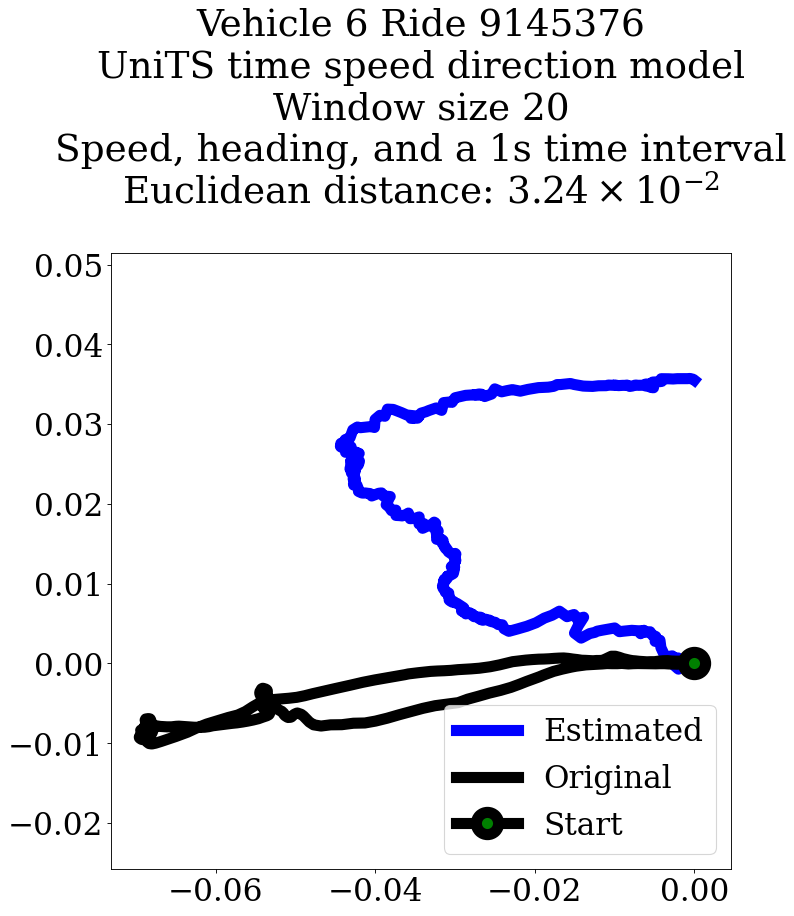 Vehicle 6 Ride 9145376
UniTS time speed direction model
Window size 20
Speed, heading, and a 1s time interval
Euclidean distance: 3.24 × 10⁻²
0.05
0.04
0.03
0.02
0.01
0.00
−0.01
−0.02
Estimated
Original
Start
−0.06 −0.04 −0.02 0.00